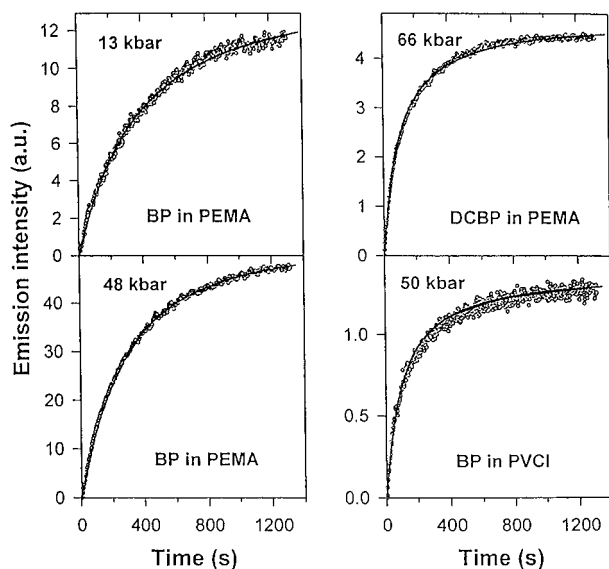 Emission intensity (a.u.)
12
10
8
6
4
2
0
13 kbar
BP in PEMA
4
2
0
66 kbar
DCBP in PEMA
40
30
20
10
0
48 kbar
BP in PEMA
1.0
0.5
0.0
50 kbar
BP in PVCl
0 400 800 1200
0 400 800 1200
Time (s)
Time (s)